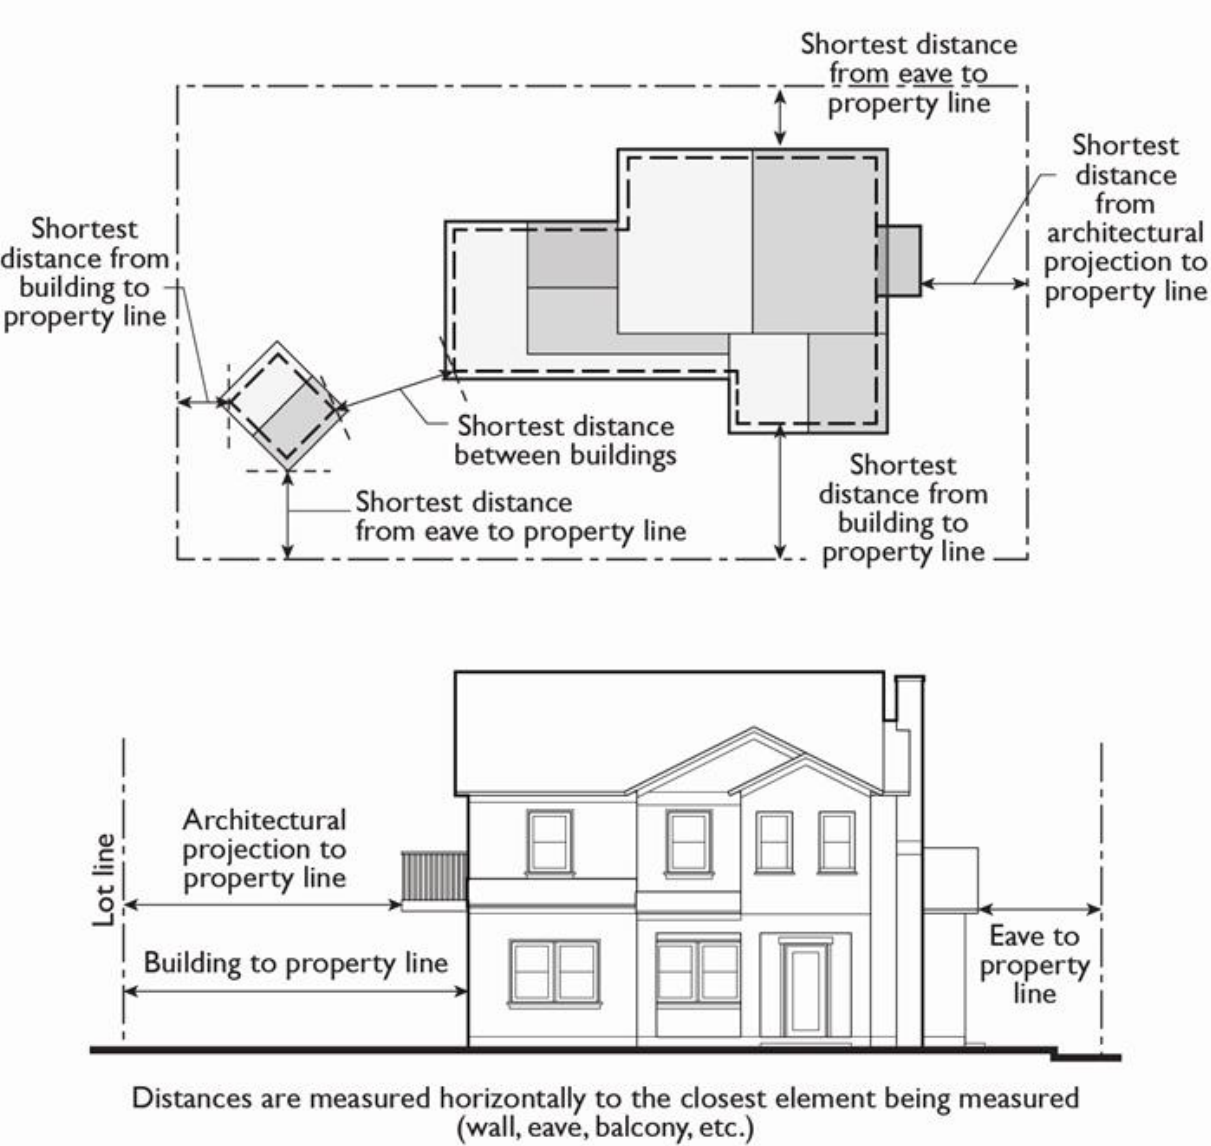 Shortest distance
from eave to
property line
Shortest
distance
from
architectural
projection to
property line
Shortest
distance from
building to
property line
Shortest distance
between buildings
Shortest distance
from eave to property line
Shortest
distance from
building to
property line
Lot line
Architectural
projection to
property line
Building to property line
Eave to
property
line
Distances are measured horizontally to the closest element being measured
(wall, eave, balcony, etc.)